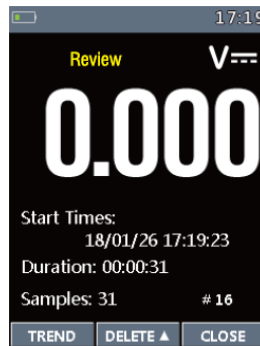 17:19
Review
V
0.000
Start Times:
18/01/26 17:19:23
Duration: 00:00:31
Samples: 31 # 16
TREND DELETE ▲ CLOSE